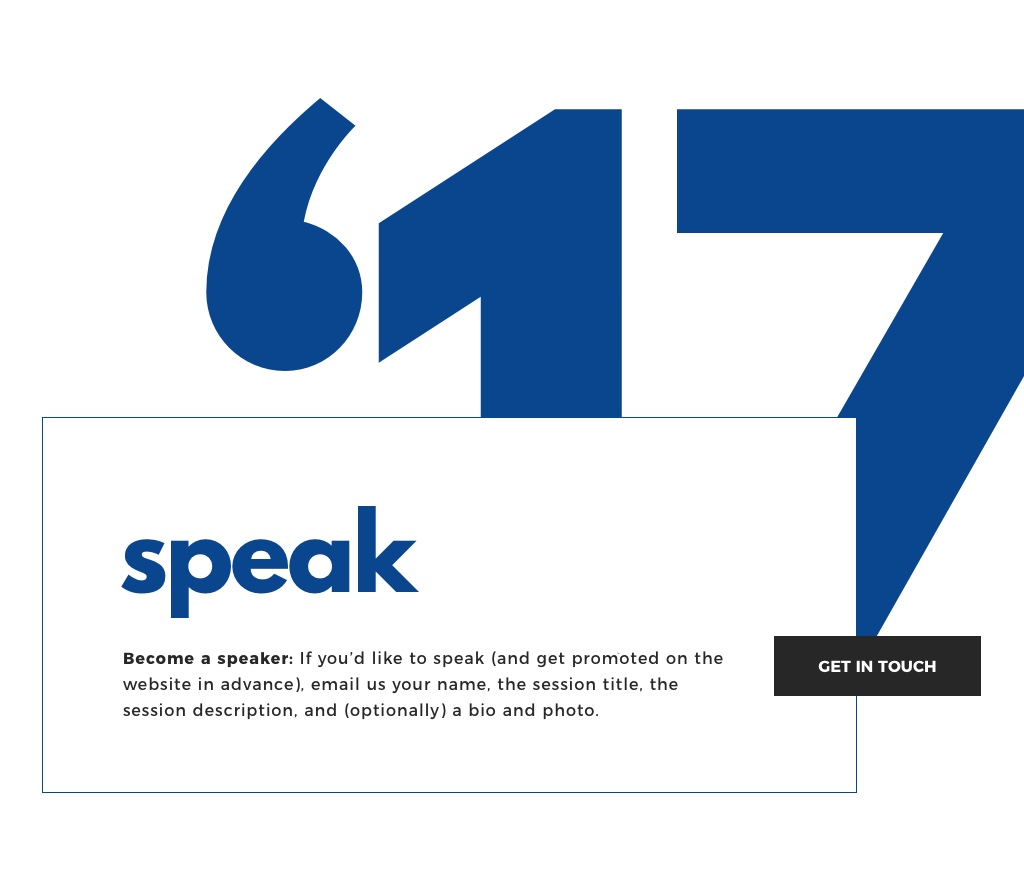 ‘17
speak
Become a speaker: If you’d like to speak (and get promoted on the
website in advance), email us your name, the session title, the
session description, and (optionally) a bio and photo.
GET IN TOUCH